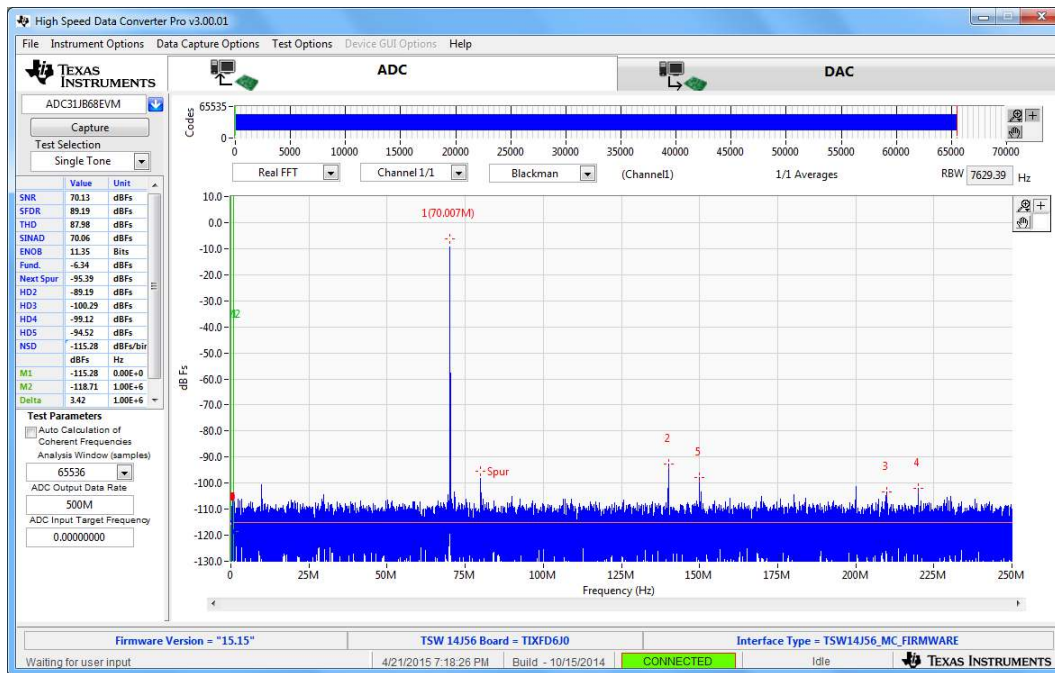 High Speed Data Converter Pro v3.00.01
File Instrument Options Data Capture Options Test Options Device GUI Options Help
TEXAS INSTRUMENTS
ADC
DAC
ADC31JB68EVM
Capture
Test Selection
Single Tone
Value Unit
SNR 70.13 dBFs
SFDR 89.19 dBFs
THD 87.98 dBFs
SINAD 70.06 dBFs
ENOB 11.35 Bits
Fund. -6.34 dBFs
Next Spur -95.39 dBFs
HD2 -89.19 dBFs
HD3 -100.29 dBFs
HD4 -99.12 dBFs
HD5 -94.52 dBFs
NSD -115.28 dBFs/bin
dBFs Hz
M1 -115.28 0.00E+0
M2 -118.71 1.00E+6
Delta 3.42 1.00E+6
Test Parameters
Auto Calculation of
Coherent Frequencies
Analysis Window (samples)
65536
ADC Output Data Rate
500M
ADC Input Target Frequency
0.00000000
Codes
65535
0
0 5000 10000 15000 20000 25000 30000 35000 40000 45000 50000 55000 60000 65000 70000
Real FFT Channel 1/1 Blackman (Channel1) 1/1 Averages RBW 7629.39 Hz
dB Fs
10.0
0.0
-10.0
-20.0
-30.0
-40.0
-50.0
-60.0
-70.0
-80.0
-90.0
-100.0
-110.0
-120.0
-130.0
1(70.007M)
M2
Spur
2
5
3
4
0 25M 50M 75M 100M 125M 150M 175M 200M 225M 250M
Frequency (Hz)
Firmware Version = "15.15" TSW 14J56 Board = TIXFD6J0 Interface Type = TSW14J56_MC_FIRMWARE
Waiting for user input 4/21/2015 7:18:26 PM Build - 10/15/2014 CONNECTED Idle TEXAS INSTRUMENTS